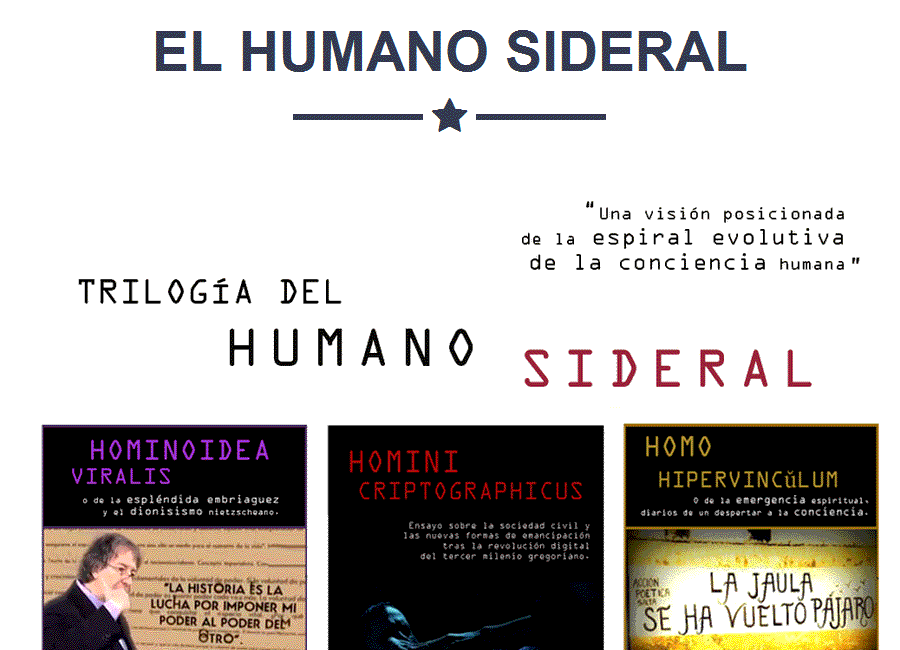 EL HUMANO SIDERAL
"Una visión posicionada
de la espiral evolutiva
de la conciencia humana"
TRILOGÍA DEL
HUMANO
SIDERAL
HOMINOIDEA
VIRALIS
o de la espléndida embriaguez
y el dionisismo nietzscheano.
"LA HISTORIA ES LA
LUCHA POR IMPONER MI
PODER AL PODER DEL
OTRO".
HOMINI
CRIPTOGRAPHICUS
Ensayo sobre la sociedad civil y
las nuevas formas de emancipación
tras la revolución digital
del tercer milenio gregoriano.
HOMO
HIPERVINCŭLUM
O de la emergencia espiritual,
diarios de un despertar a la conciencia.
ACCION
POETICA
LA JAULA
SE HA VUELTO PÁJARO